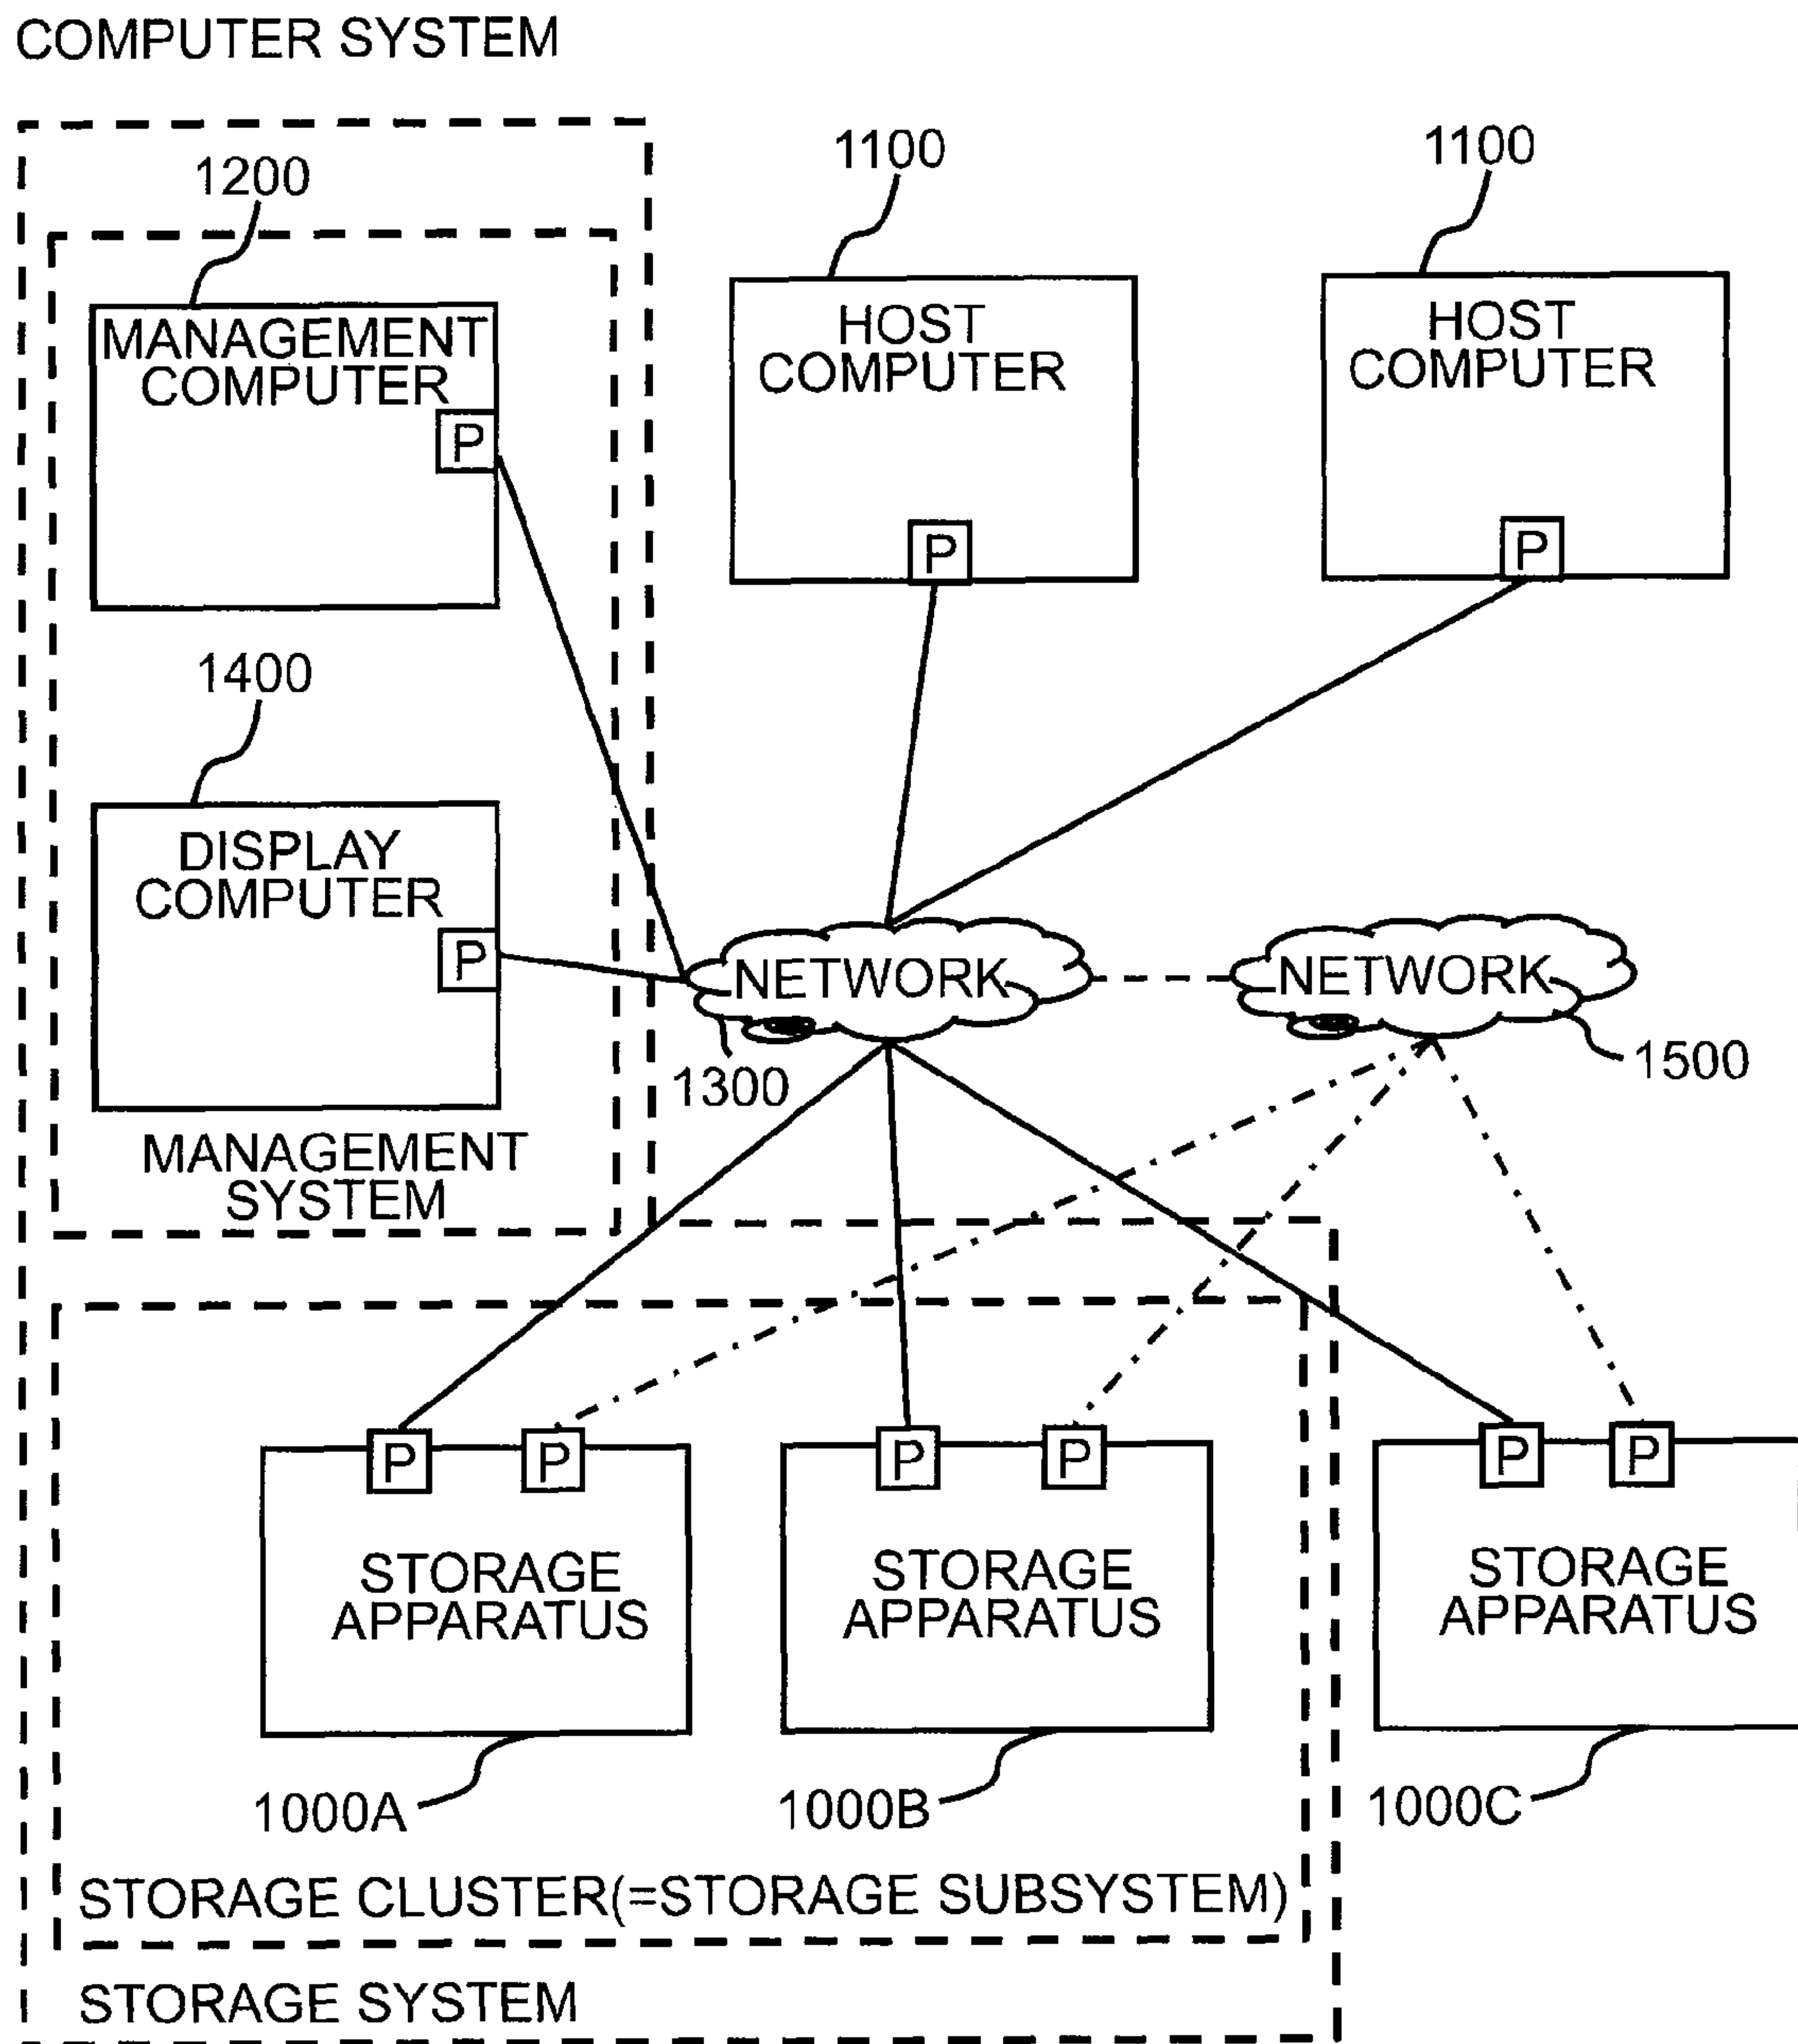 COMPUTER SYSTEM
1200
1100
1100
MANAGEMENT
COMPUTER
P
HOST
COMPUTER
P
HOST
COMPUTER
P
1400
DISPLAY
COMPUTER
P
NETWORK
NETWORK
1300
1500
MANAGEMENT
SYSTEM
P
P
P
P
P
P
STORAGE
APPARATUS
STORAGE
APPARATUS
STORAGE
APPARATUS
1000A
1000B
1000C
STORAGE CLUSTER(=STORAGE SUBSYSTEM)
STORAGE SYSTEM